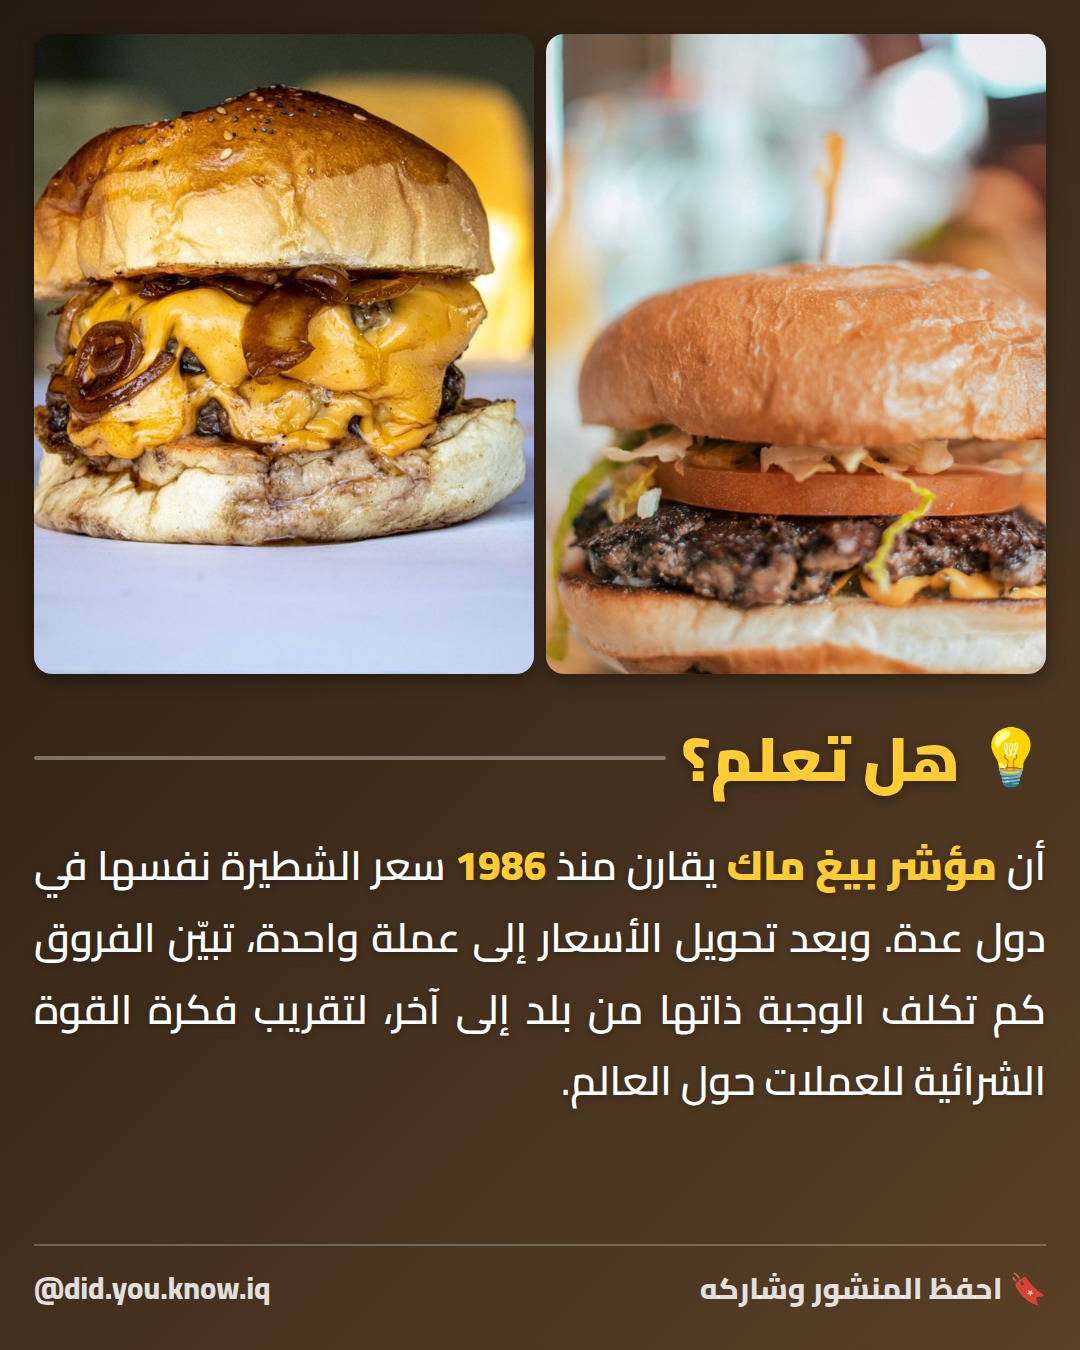 💡 هل تعلم؟
أن مؤشر بيغ ماك يقارن منذ 1986 سعر الشطيرة نفسها في
دول عدة. وبعد تحويل الأسعار إلى عملة واحدة، تبيّن الفروق
كم تكلف الوجبة ذاتها من بلد إلى آخر، لتقريب فكرة القوة
الشرائية للعملات حول العالم.
🔖 احفظ المنشور وشاركه
@did.you.know.iq